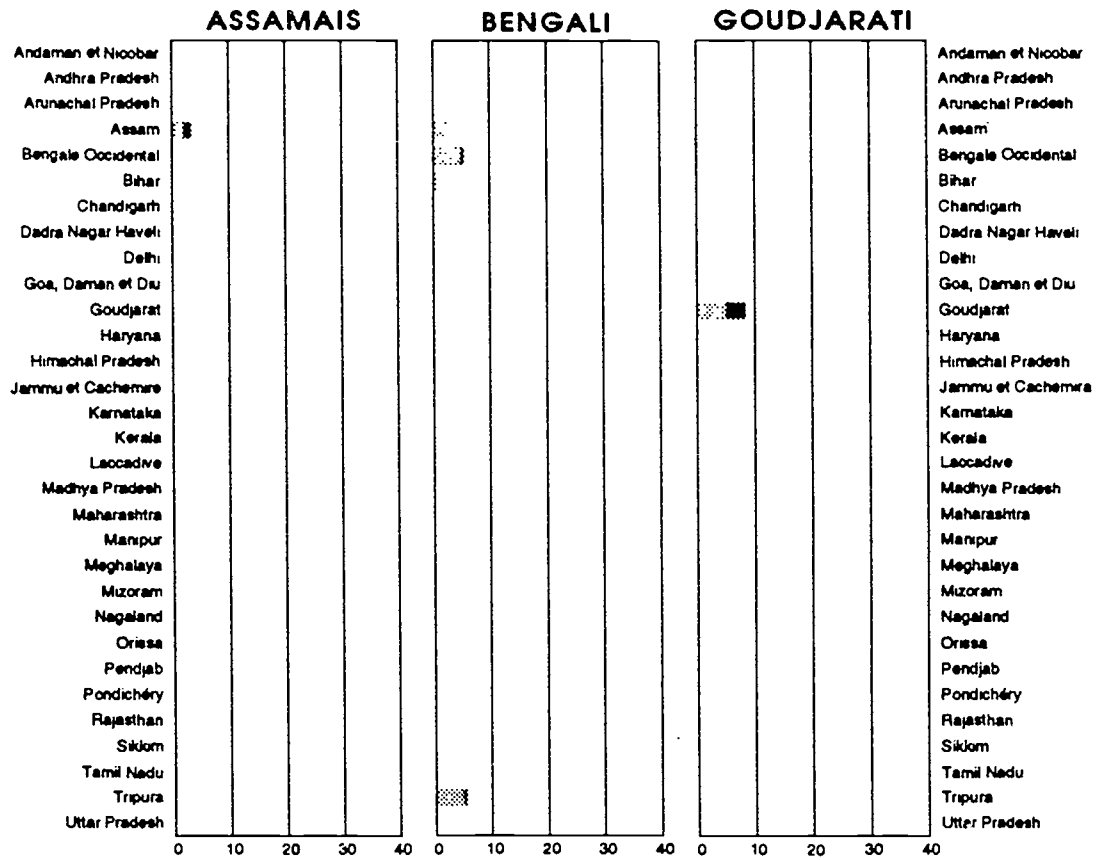 ASSAMAIS BENGALI GOUDJARATI
Andaman et Nicobar Andaman et Nicobar
Andhra Pradesh Andhra Pradesh
Arunachal Pradesh Arunachal Pradesh
Assam Assam
Bengale Occidental Bengale Occidental
Bihar Bihar
Chandigarh Chandigarh
Dadra Nagar Haveli Dadra Nagar Haveli
Delhi Delhi
Goa, Daman et Diu Goa, Daman et Diu
Goudjarat Goudjarat
Haryana Haryana
Himachal Pradesh Himachal Pradesh
Jammu et Cachemire Jammu et Cachemira
Karnataka Karnataka
Kerala Kerala
Laccadive Laccadive
Madhya Pradesh Madhya Pradesh
Maharashtra Maharashtra
Manipur Manipur
Meghalaya Meghalaya
Mizoram Mizoram
Nagaland Nagaland
Orissa Orissa
Pendjab Pendjab
Pondichéry Pondichéry
Rajasthan Rajasthan
Sikkim Sikkim
Tamil Nadu Tamil Nadu
Tripura Tripura
Uttar Pradesh Uttar Pradesh
0 10 20 30 40 0 10 20 30 40 0 10 20 30 40